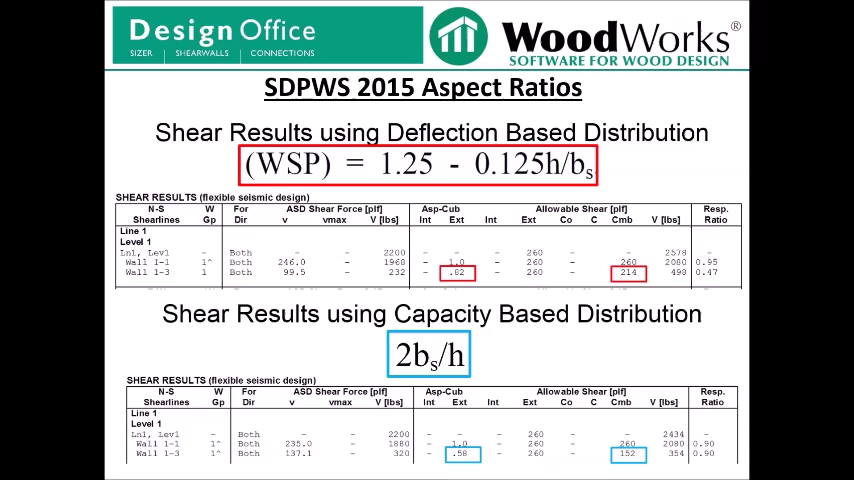 Design Office
SIZER | SHEARWALLS | CONNECTIONS
WoodWorks®
SOFTWARE FOR WOOD DESIGN
SDPWS 2015 Aspect Ratios
Shear Results using Deflection Based Distribution
(WSP) = 1.25 - 0.125h/bs
SHEAR RESULTS (flexible seismic design)
N-S W For ASD Shear Force [plf] Asp-Cub Allowable Shear [plf] Resp.
Shearlines Gp Dir v vmax V [lbs] Int Ext Int Ext Co C Cmb V [lbs] Ratio
Line 1
Level 1
Ln1, Lev1 - Both - - 2200 - - - 260 - - 2578 -
Wall 1-1 1^ Both 246.0 - 1968 - 1.0 - 260 - 260 2080 0.95
Wall 1-3 1 Both 99.5 - 232 - .82 - 260 - 214 498 0.47
Shear Results using Capacity Based Distribution
2bs/h
SHEAR RESULTS (flexible seismic design)
N-S W For ASD Shear Force [plf] Asp-Cub Allowable Shear [plf] Resp.
Shearlines Gp Dir v vmax V [lbs] Int Ext Int Ext Co C Cmb V [lbs] Ratio
Line 1
Level 1
Ln1, Lev1 - Both - - 2200 - - - 260 - - 2434 -
Wall 1-1 1^ Both 235.0 - 1880 - 1.0 - 260 - 260 2080 0.90
Wall 1-3 1^ Both 137.1 - 320 - .58 - 260 - 152 354 0.90